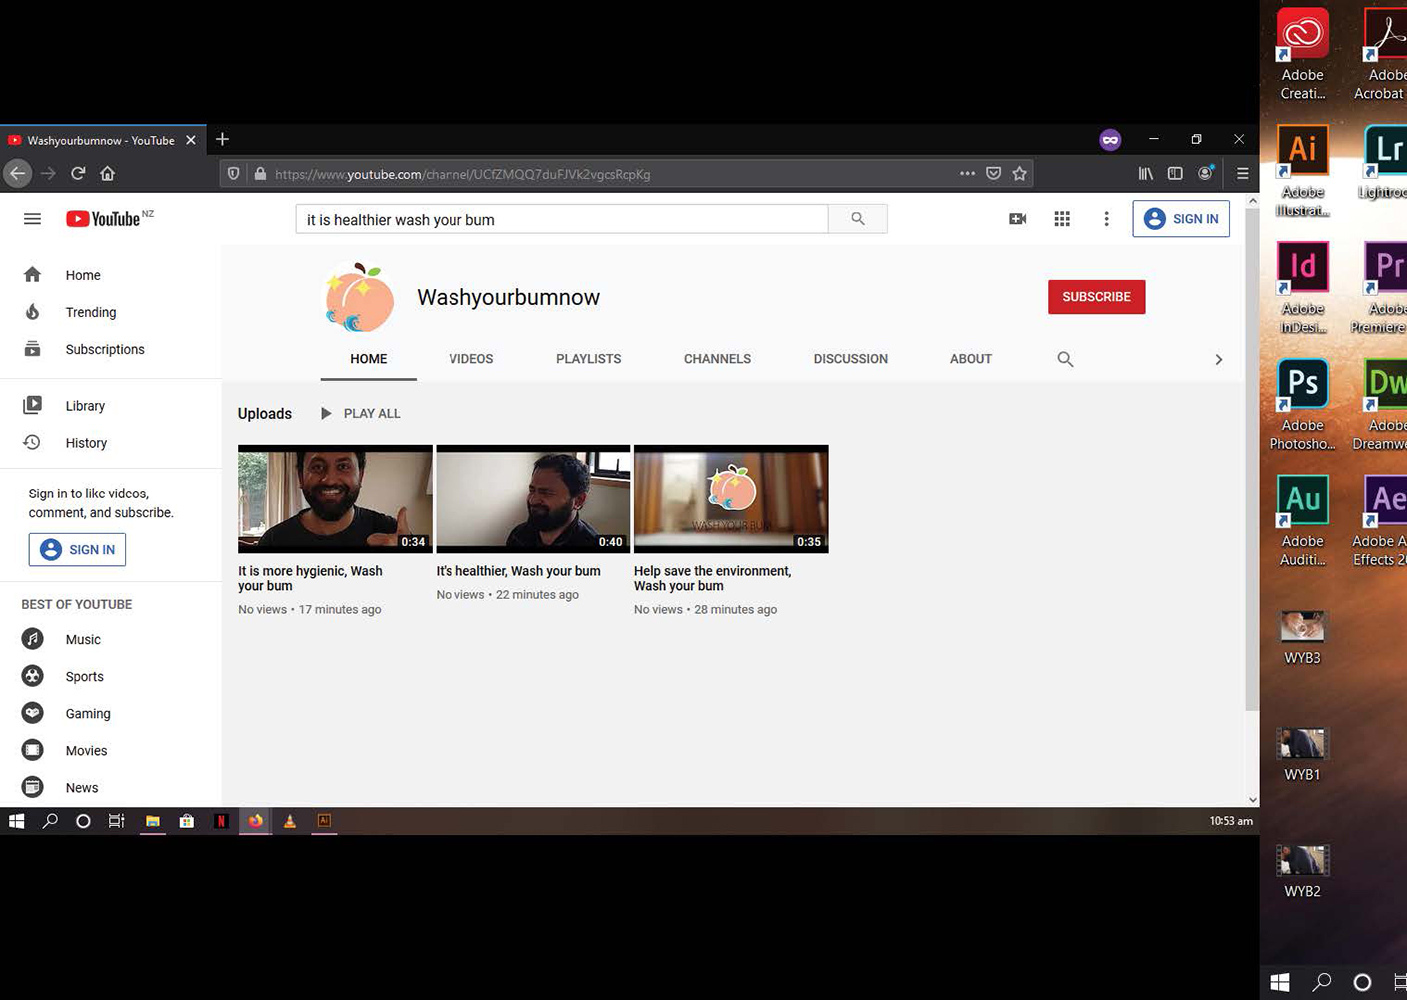 Washyourbumnow - YouTube
https://www.youtube.com/channel/UCfZMQQ7duFJVk2vgcsRcpKg
YouTube NZ
it is healthier wash your bum
SIGN IN
Home
Trending
Subscriptions
Library
History
Sign in to like videos,
comment, and subscribe.
SIGN IN
BEST OF YOUTUBE
Music
Sports
Gaming
Movies
News
Washyourbumnow
SUBSCRIBE
HOME VIDEOS PLAYLISTS CHANNELS DISCUSSION ABOUT
Uploads PLAY ALL
0:34
It is more hygienic, Wash
your bum
No views • 17 minutes ago
0:40
It's healthier, Wash your bum
No views • 22 minutes ago
WASH YOUR BUM
0:35
Help save the environment,
Wash your bum
No views • 28 minutes ago
N
Ai
10:53 am
Adobe
Creati...
Adobe
Acrobat
Ai
Adobe
Illustrat...
Lr
Lightroo
Id
Adobe
InDesi...
Pr
Adobe
Premiere
Ps
Adobe
Photosho...
Dw
Adobe
Dreamwe
Au
Adobe
Auditi...
Ae
Adobe A
Effects 20
WYB3
WYB1
WYB2